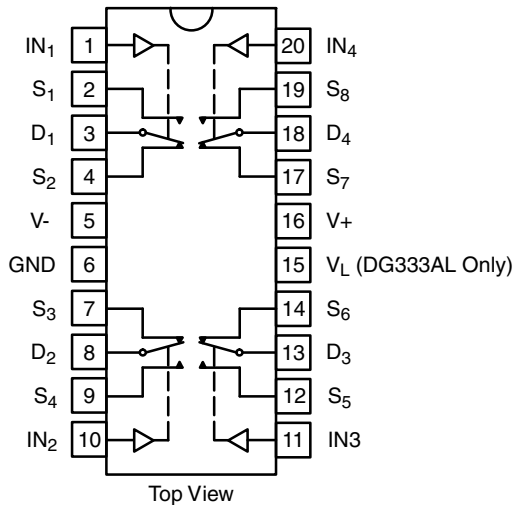 IN₁ 1 20 IN₄
S₁ 2 19 S₈
D₁ 3 18 D₄
S₂ 4 17 S₇
V- 5 16 V+
GND 6 15 V_L (DG333AL Only)
S₃ 7 14 S₆
D₂ 8 13 D₃
S₄ 9 12 S₅
IN₂ 10 11 IN3
Top View